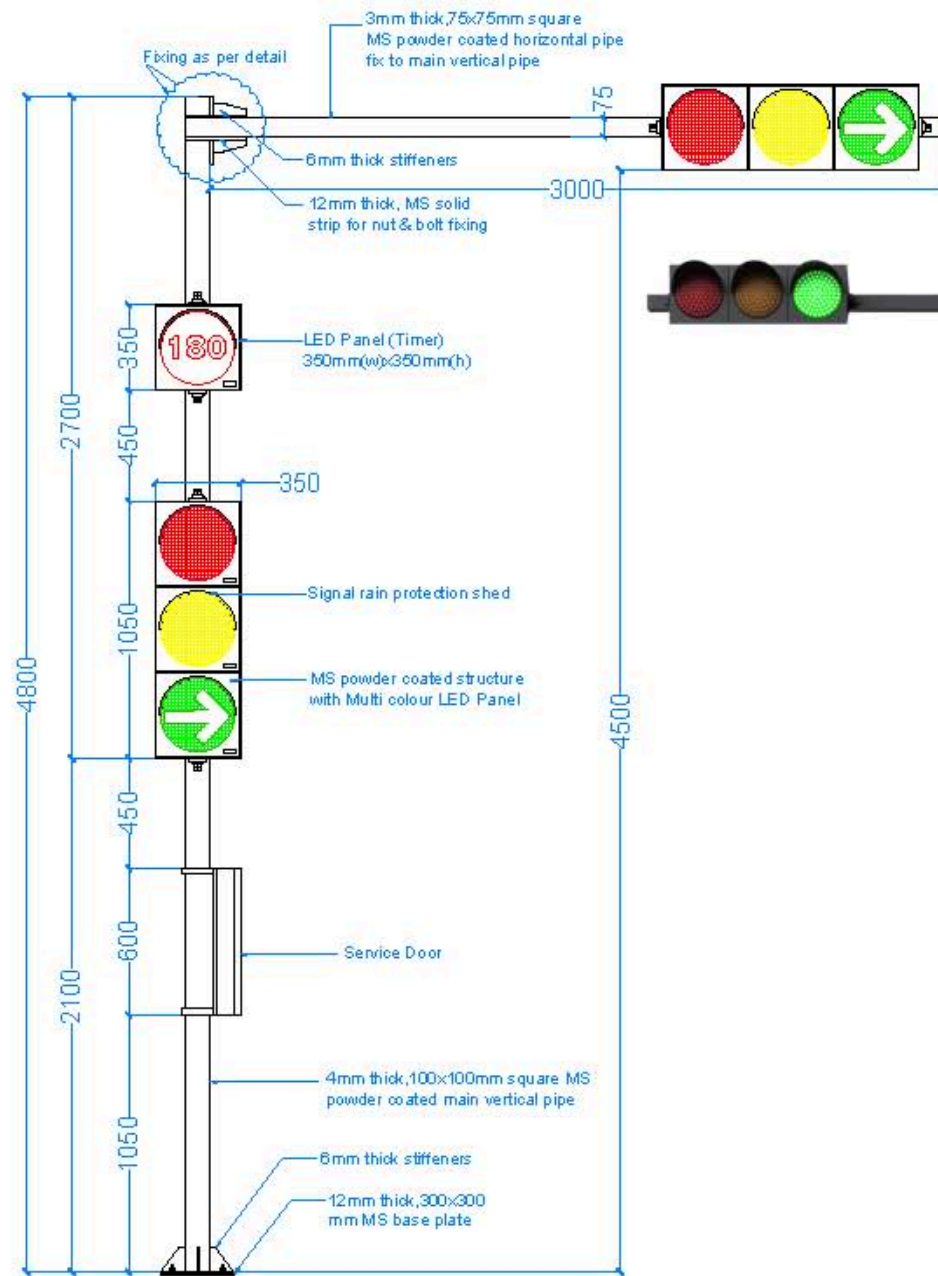 3mm thick,75x75mm square
MS powder coated horizontal pipe
fix to main vertical pipe
Fixing as per detail
75
6mm thick stiffeners
3000
12mm thick, MS solid
strip for nut & bolt fixing
350
180
LED Panel (Timer)
350mm(w)x350mm(h)
2700
450
350
1050
Signal rain protection shed
4800
MS powder coated structure
with Multi colour LED Panel
4500
450
600
Service Door
2100
1050
4mm thick,100x100mm square MS
powder coated main vertical pipe
6mm thick stiffeners
12mm thick,300x300
mm MS base plate